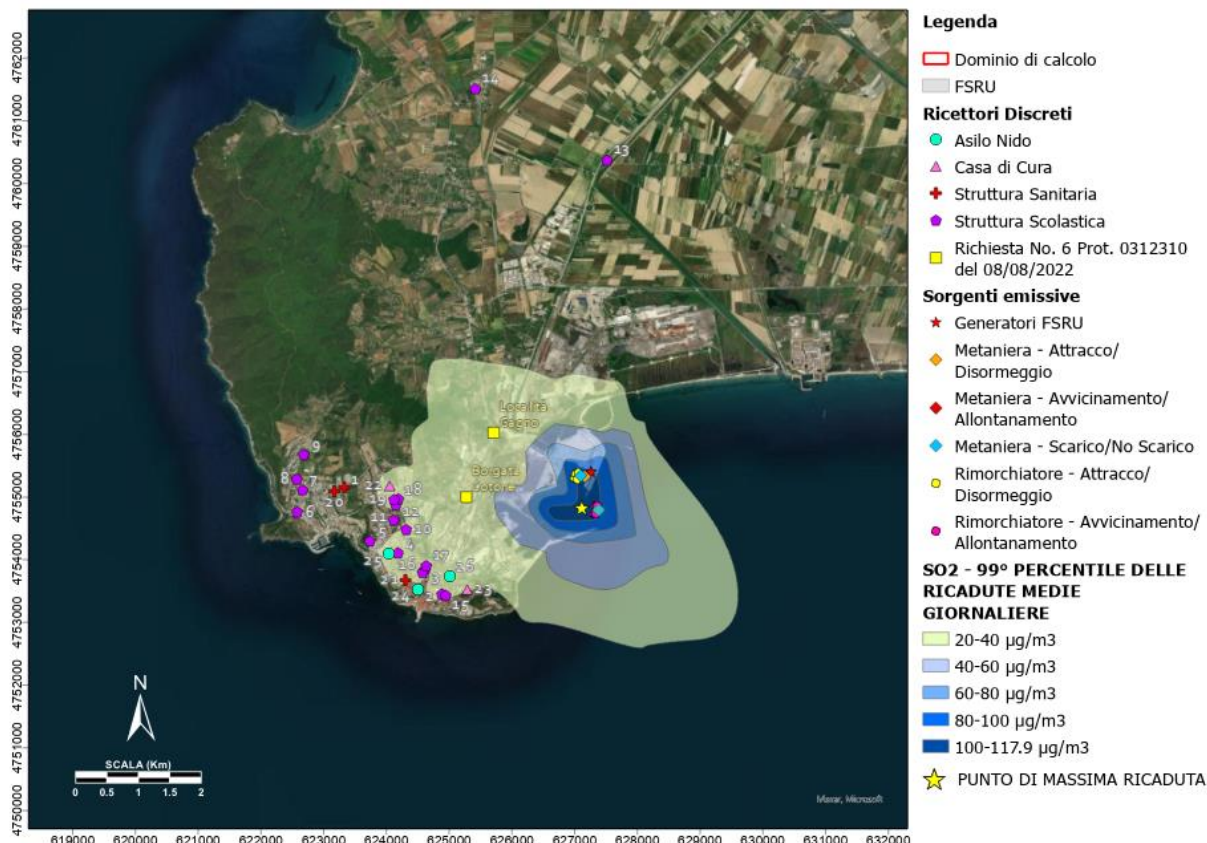 4762000
4761000
4760000
4759000
4758000
4757000
4756000
4755000
4754000
4753000
4752000
4751000
4750000
14
13
Località
Gagno
Borgata
Cotone
9
8
7
6
1
20
22
19
18
12
11
10
5
4
25
16
17
3
21
26
24
2
15
23
N
SCALA (Km)
0 0.5 1 1.5 2
Maxar, Microsoft
619000 620000 621000 622000 623000 624000 625000 626000 627000 628000 629000 630000 631000 632000
Legenda
Dominio di calcolo
FSRU
Ricettori Discreti
Asilo Nido
Casa di Cura
Struttura Sanitaria
Struttura Scolastica
Richiesta No. 6 Prot. 0312310
del 08/08/2022
Sorgenti emissive
Generatori FSRU
Metaniera - Attracco/
Disormeggio
Metaniera - Avvicinamento/
Allontanamento
Metaniera - Scarico/No Scarico
Rimorchiatore - Attracco/
Disormeggio
Rimorchiatore - Avvicinamento/
Allontanamento
SO2 - 99° PERCENTILE DELLE
RICADUTE MEDIE
GIORNALIERE
20-40 µg/m3
40-60 µg/m3
60-80 µg/m3
80-100 µg/m3
100-117.9 µg/m3
PUNTO DI MASSIMA RICADUTA